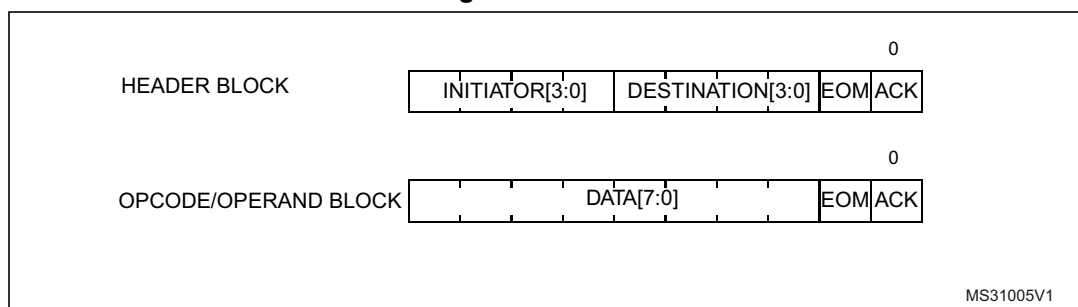 0
HEADER BLOCK INITIATOR[3:0] DESTINATION[3:0] EOM ACK
0
OPCODE/OPERAND BLOCK DATA[7:0] EOM ACK
MS31005V1